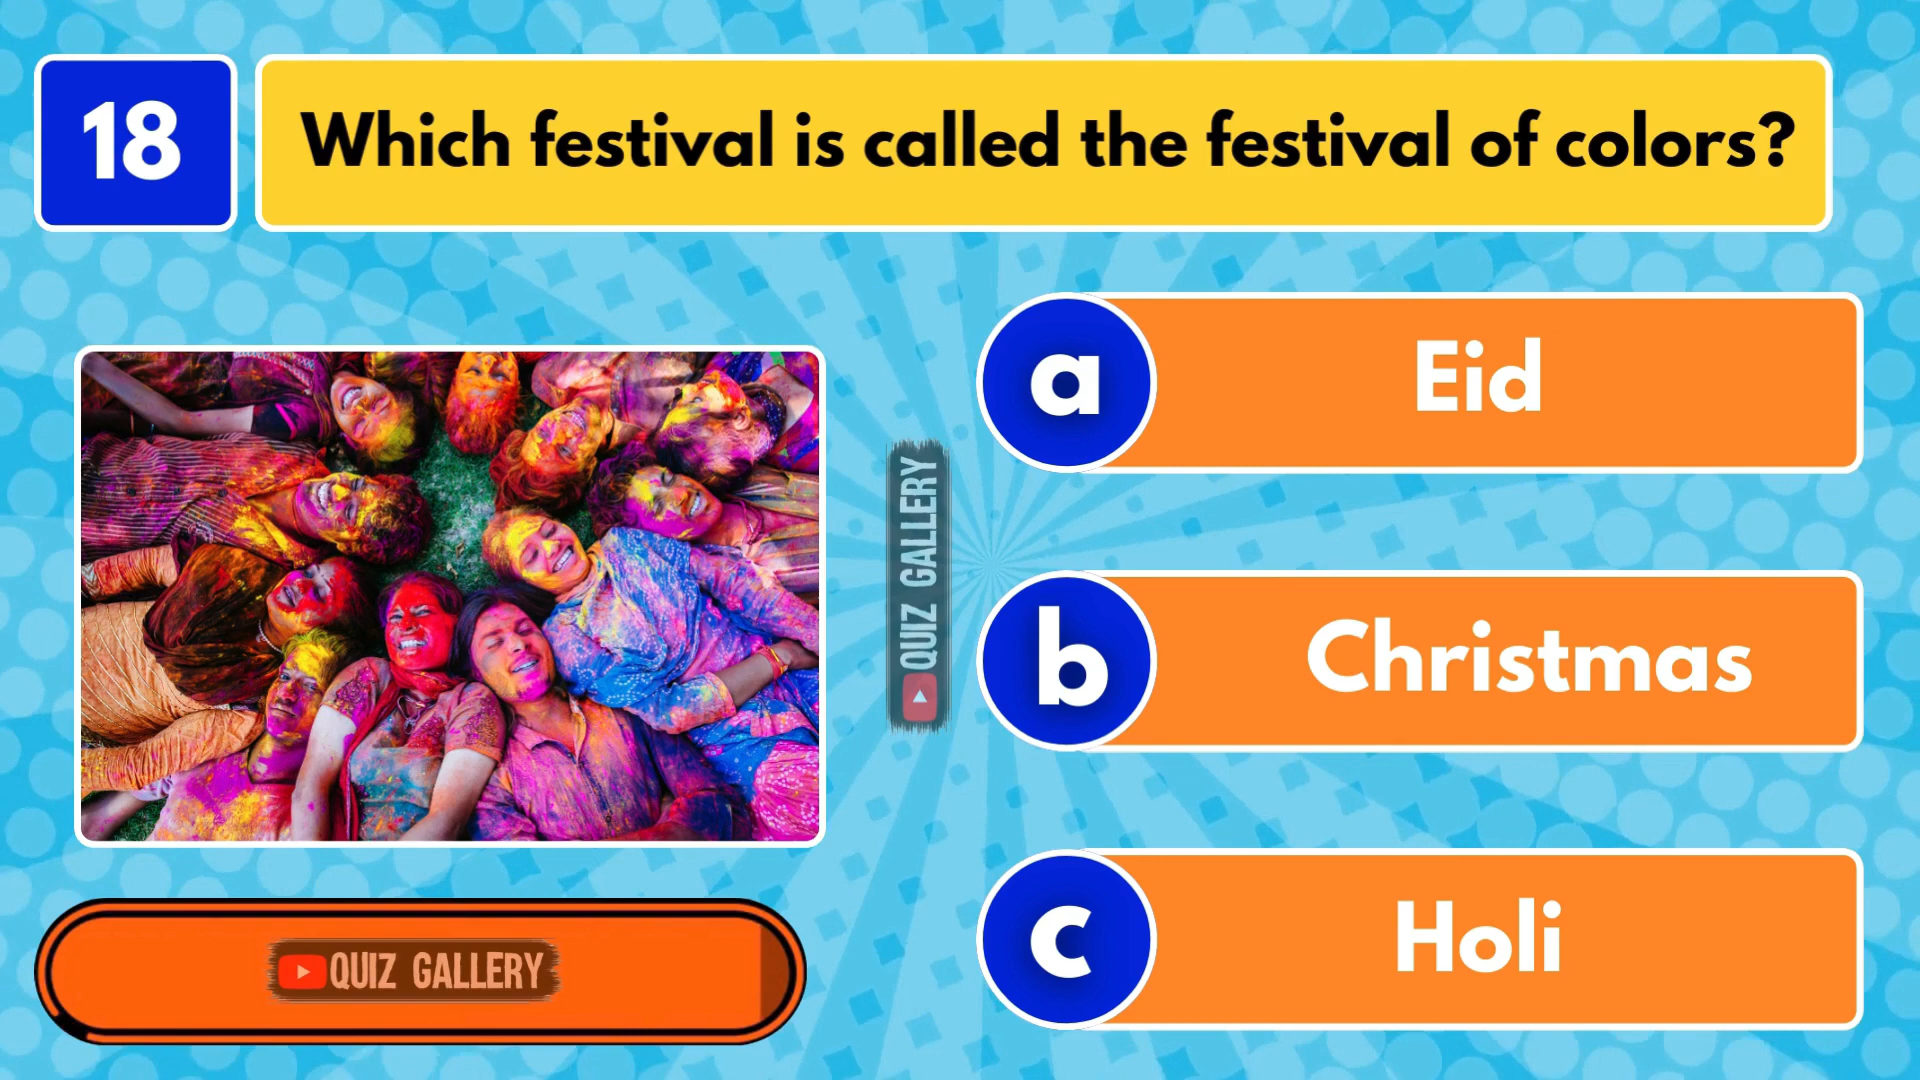 18
Which festival is called the festival of colors?
a
Eid
QUIZ GALLERY
b
Christmas
c
Holi
QUIZ GALLERY